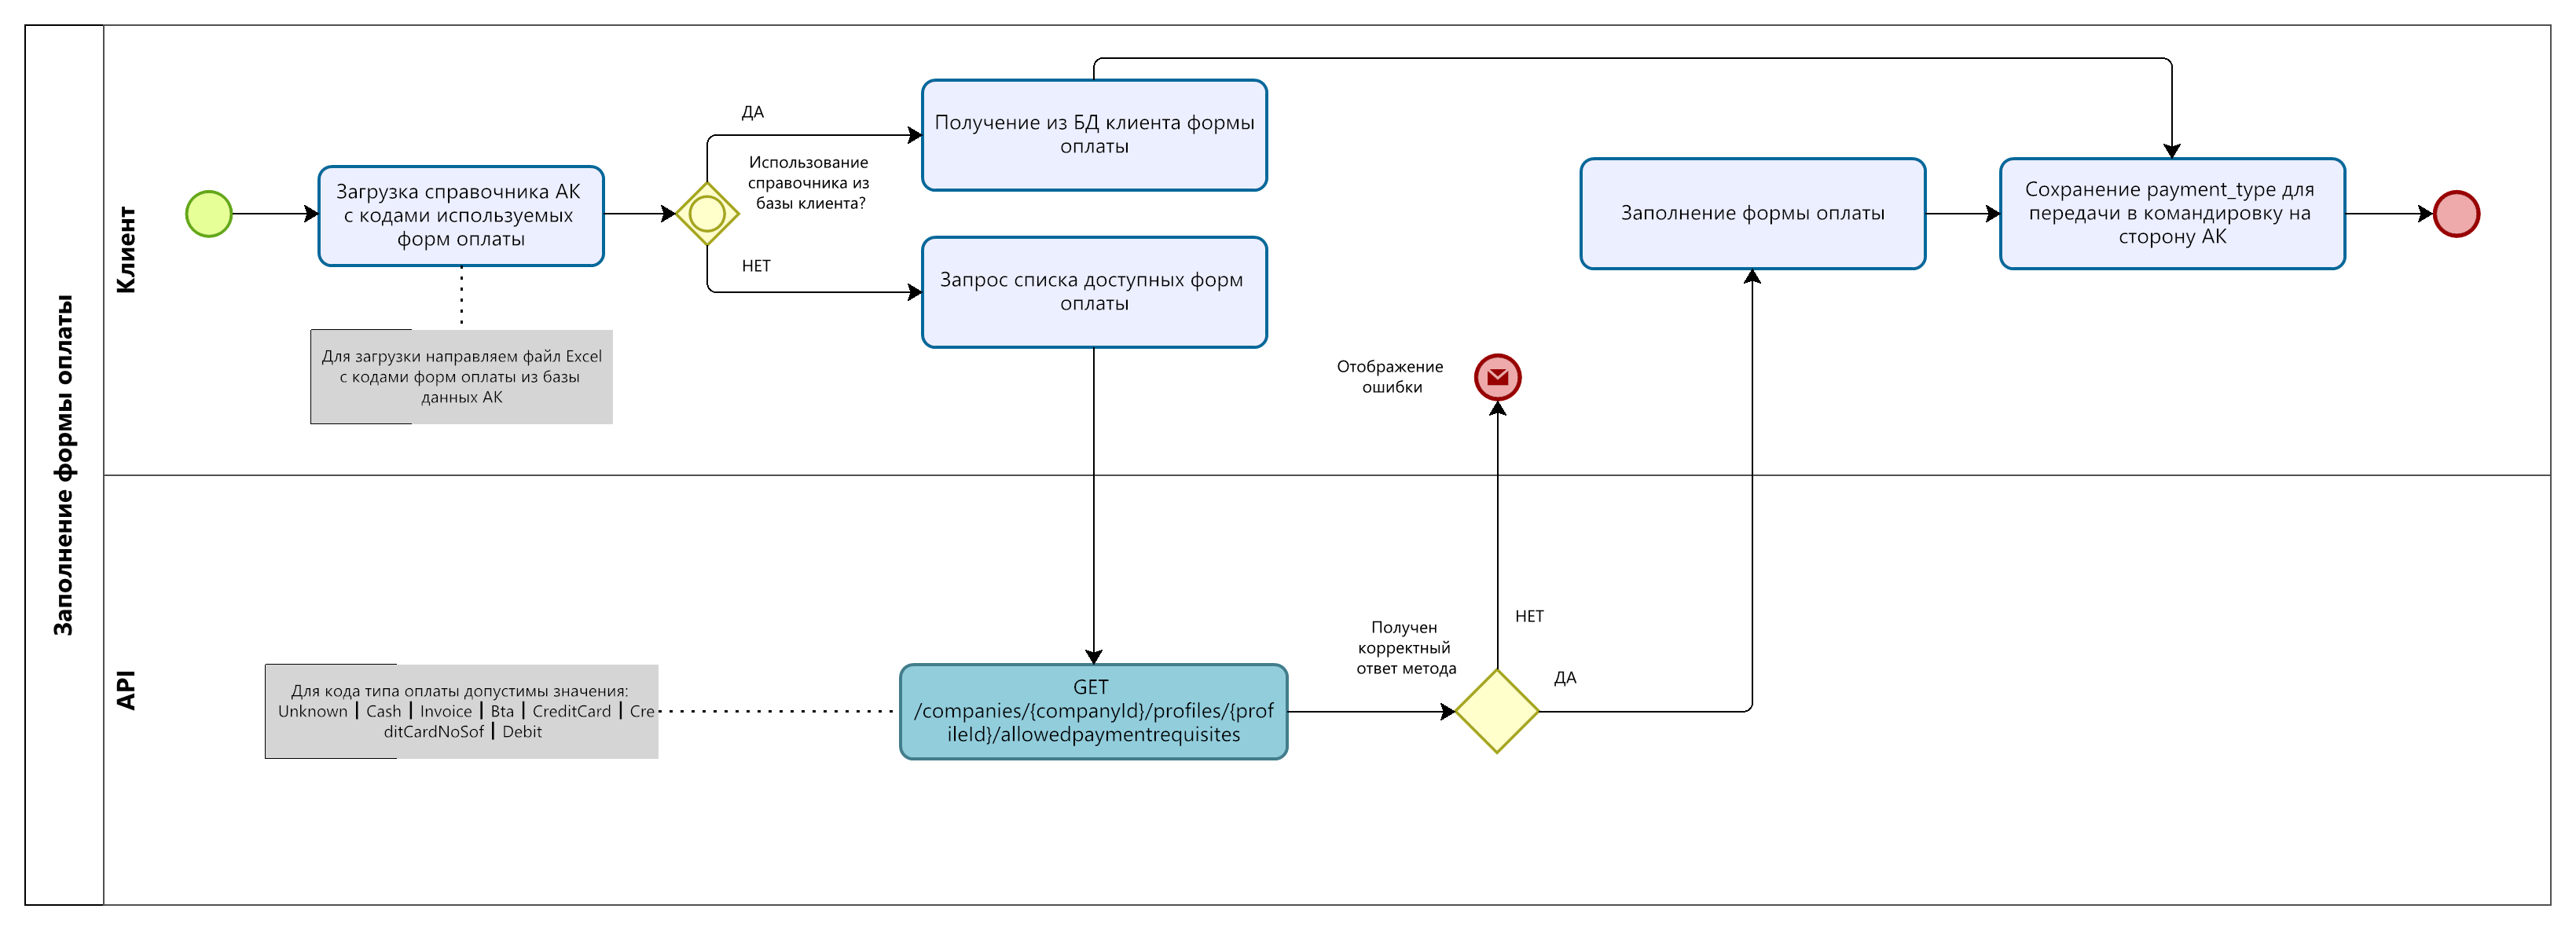 Заполнение формы оплаты
Клиент
Загрузка справочника АК
с кодами используемых
форм оплаты
Для загрузки направляем файл Excel
с кодами форм оплаты из базы
данных АК
ДА
Использование
справочника из
базы клиента?
НЕТ
Получение из БД клиента формы
оплаты
Запрос списка доступных форм
оплаты
Отображение
ошибки
Заполнение формы оплаты
Сохранение payment_type для
передачи в командировку на
сторону АК
API
Для кода типа оплаты допустимы значения:
Unknown | Cash | Invoice | Bta | CreditCard | Cre
ditCardNoSof | Debit
GET
/companies/{companyId}/profiles/{prof
ileId}/allowedpaymentrequisites
Получен
корректный
ответ метода
НЕТ
ДА